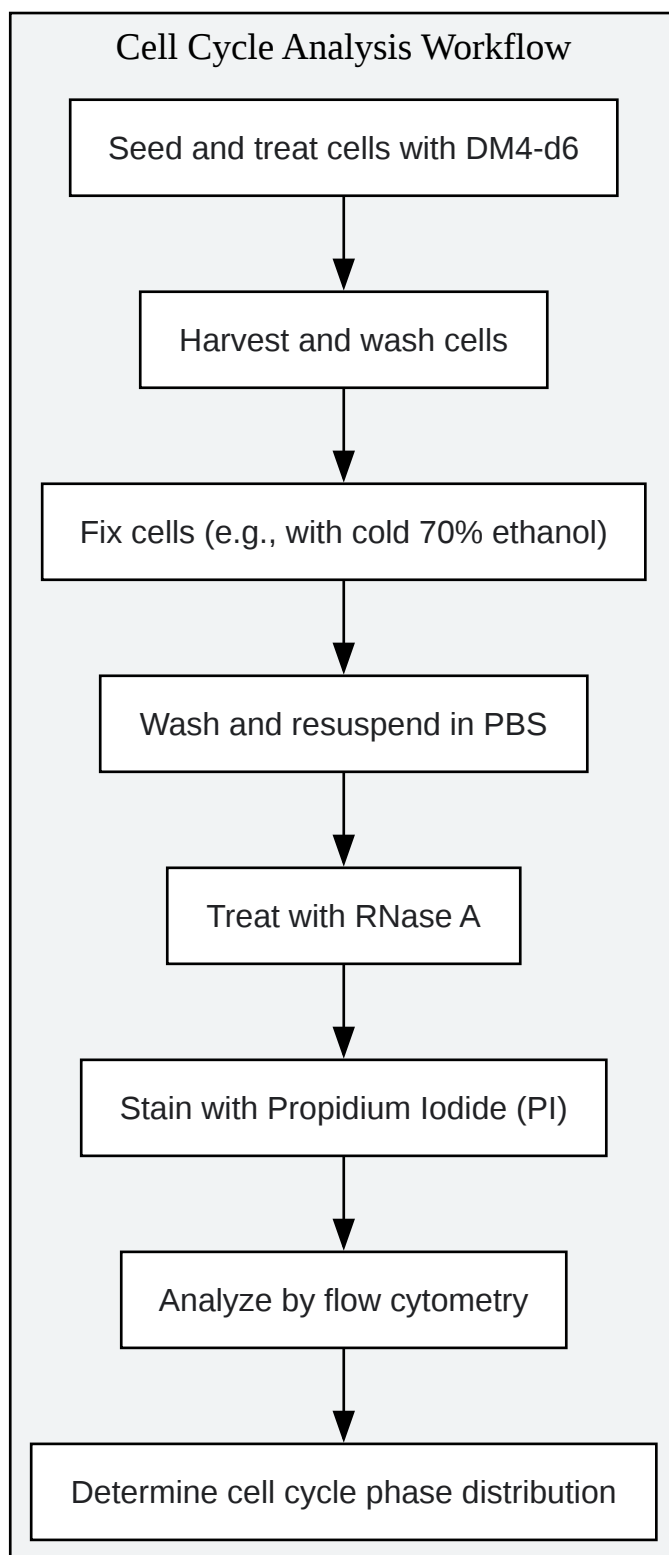 Cell Cycle Analysis Workflow
Seed and treat cells with DM4-d6
Harvest and wash cells
Fix cells (e.g., with cold 70% ethanol)
Wash and resuspend in PBS
Treat with RNase A
Stain with Propidium Iodide (PI)
Analyze by flow cytometry
Determine cell cycle phase distribution